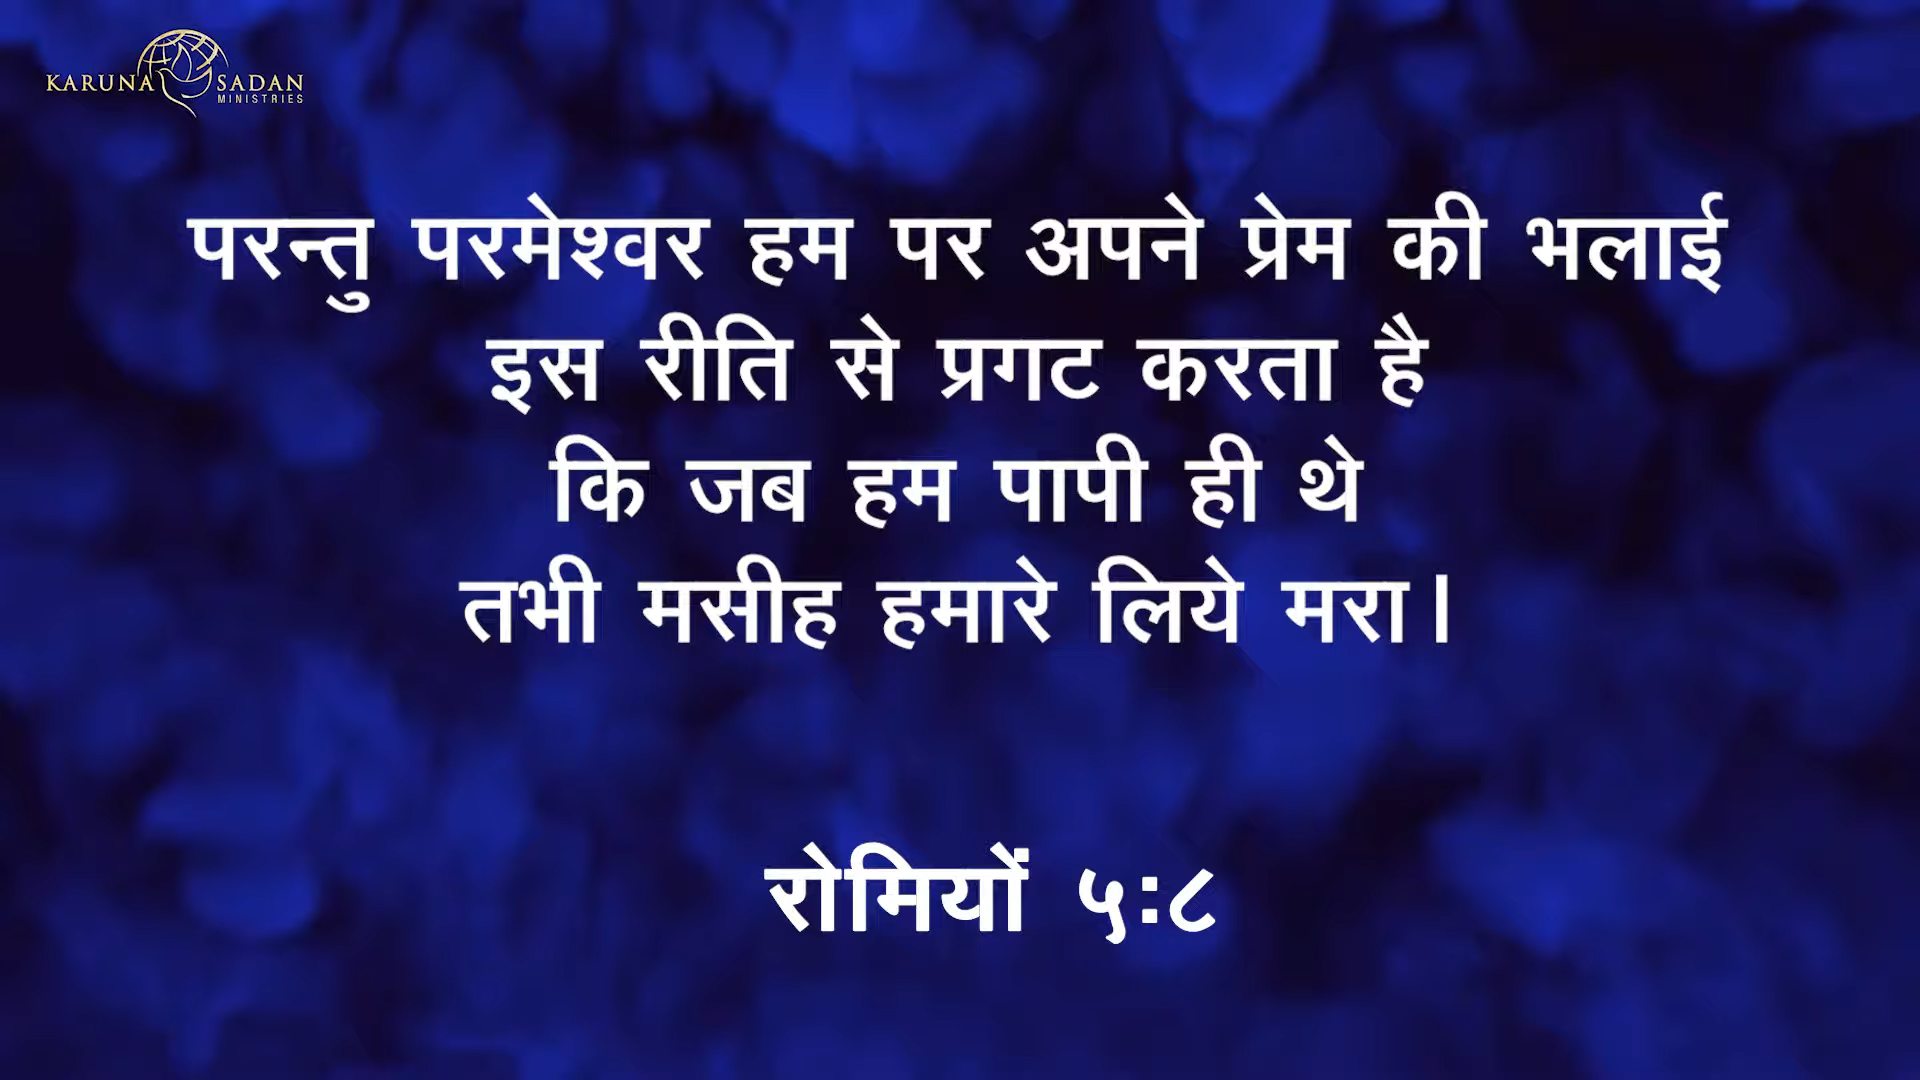 KARUNA SADAN
MINISTRIES
परन्तु परमेश्वर हम पर अपने प्रेम की भलाई
इस रीति से प्रगट करता है
कि जब हम पापी ही थे
तभी मसीह हमारे लिये मरा।
रोमियों ५:८